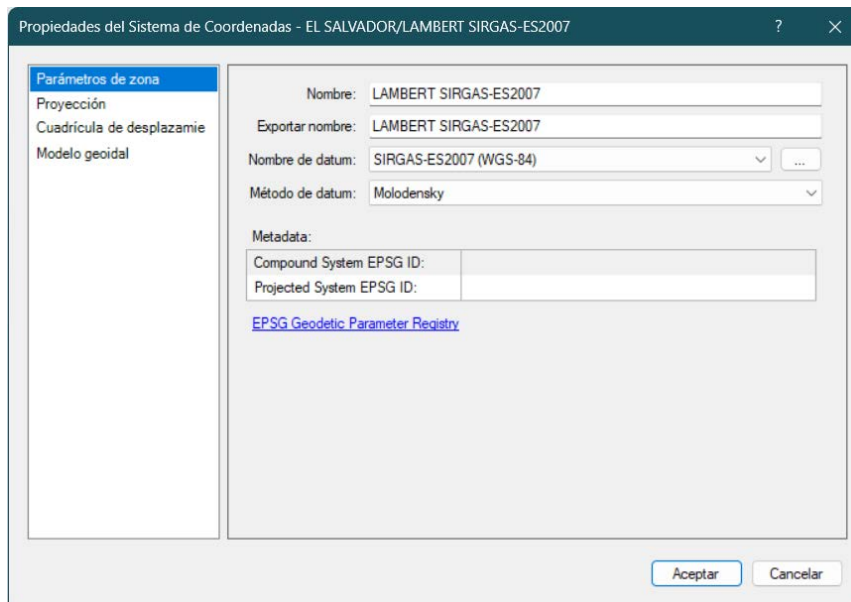 Propiedades del Sistema de Coordenadas - EL SALVADOR/LAMBERT SIRGAS-ES2007
Parámetros de zona
Proyección
Cuadrícula de desplazamie
Modelo geoidal
Nombre: LAMBERT SIRGAS-ES2007
Exportar nombre: LAMBERT SIRGAS-ES2007
Nombre de datum: SIRGAS-ES2007 (WGS-84) ...
Método de datum: Molodensky
Metadata:
Compound System EPSG ID:
Projected System EPSG ID:
EPSG Geodetic Parameter Registry
Aceptar Cancelar